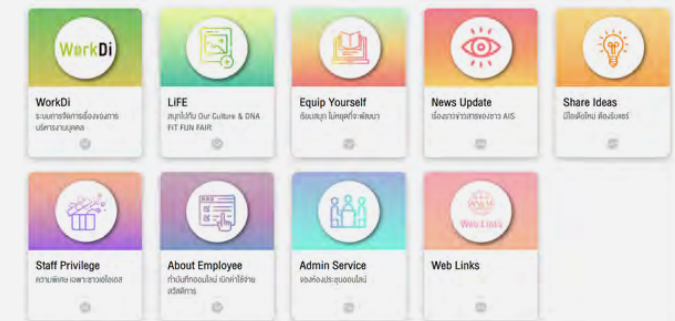 WorkDi
WorkDi
ระบบการจัดการเรื่องของการ
บริหารงานบุคคล
LiFE
สนุกไปกับ Our Culture & DNA
FIT FUN FAIR
Equip Yourself
เรียนสนุก ไม่หยุดที่จะพัฒนา
News Update
เรื่องราวข่าวสารของชาว AIS
Share Ideas
มีไอเดียใหม่ ต้องรีบแชร์
Staff Privilege
ความพิเศษ เฉพาะชาวเอไอเอส
About Employee
ทำบันทึกออนไลน์ เบิกค่าใช้จ่าย
สวัสดิการ
Admin Service
จองห้องประชุมออนไลน์
Web Lists
Web Links